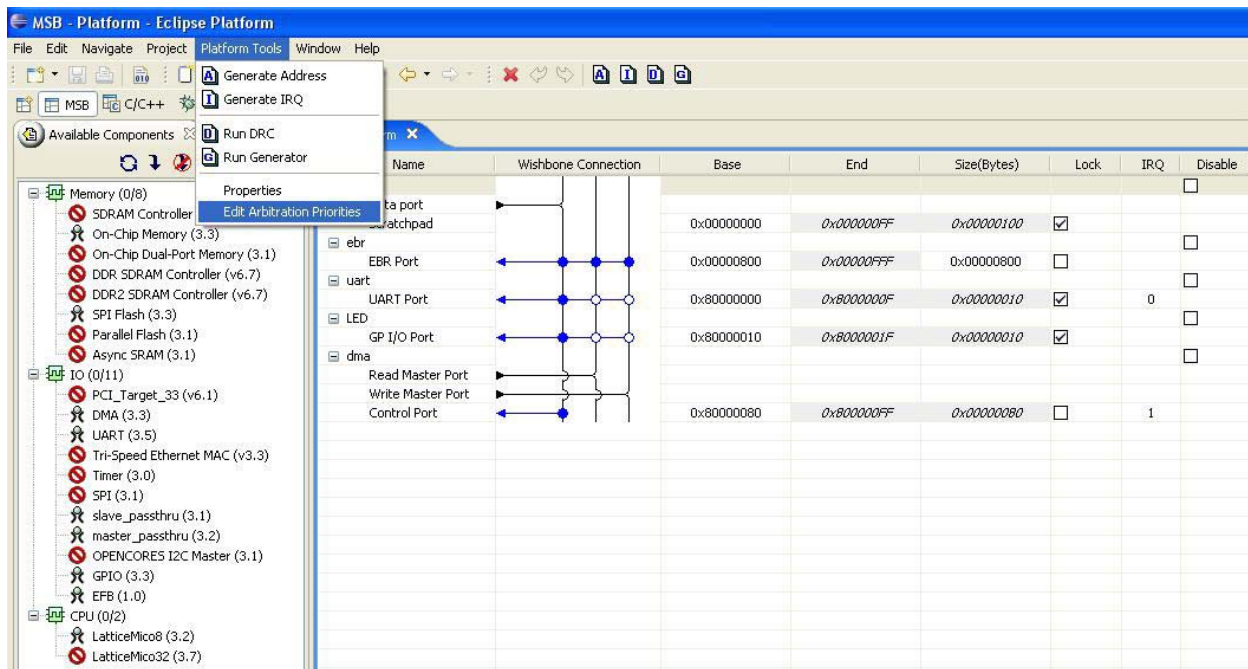 MSB - Platform - Eclipse Platform
File Edit Navigate Project Platform Tools Window Help
A I D G
MSB C/C++
A Generate Address
I Generate IRQ
D Run DRC
G Run Generator
Properties
Edit Arbitration Priorities
Available Components
Name Wishbone Connection Base End Size(Bytes) Lock IRQ Disable
Memory (0/8)
SDRAM Controller
On-Chip Memory (3.3)
On-Chip Dual-Port Memory (3.1)
DDR SDRAM Controller (v6.7)
DDR2 SDRAM Controller (v6.7)
SPI Flash (3.3)
Parallel Flash (3.1)
Async SRAM (3.1)
IO (0/11)
PCI_Target_33 (v6.1)
DMA (3.3)
UART (3.5)
Tri-Speed Ethernet MAC (v3.3)
Timer (3.0)
SPI (3.1)
slave_passthru (3.1)
master_passthru (3.2)
OPENCORES I2C Master (3.1)
GPIO (3.3)
EFB (1.0)
CPU (0/2)
LatticeMico8 (3.2)
LatticeMico32 (3.7)
port
0x00000000 0x000000FF 0x00000100
ebr
EBR Port 0x00000800 0x00000FFF 0x00000800
uart
UART Port 0x80000000 0x8000000F 0x00000010 0
LED
GP I/O Port 0x80000010 0x8000001F 0x00000010
dma
Read Master Port
Write Master Port
Control Port 0x80000080 0x800000FF 0x00000080 1